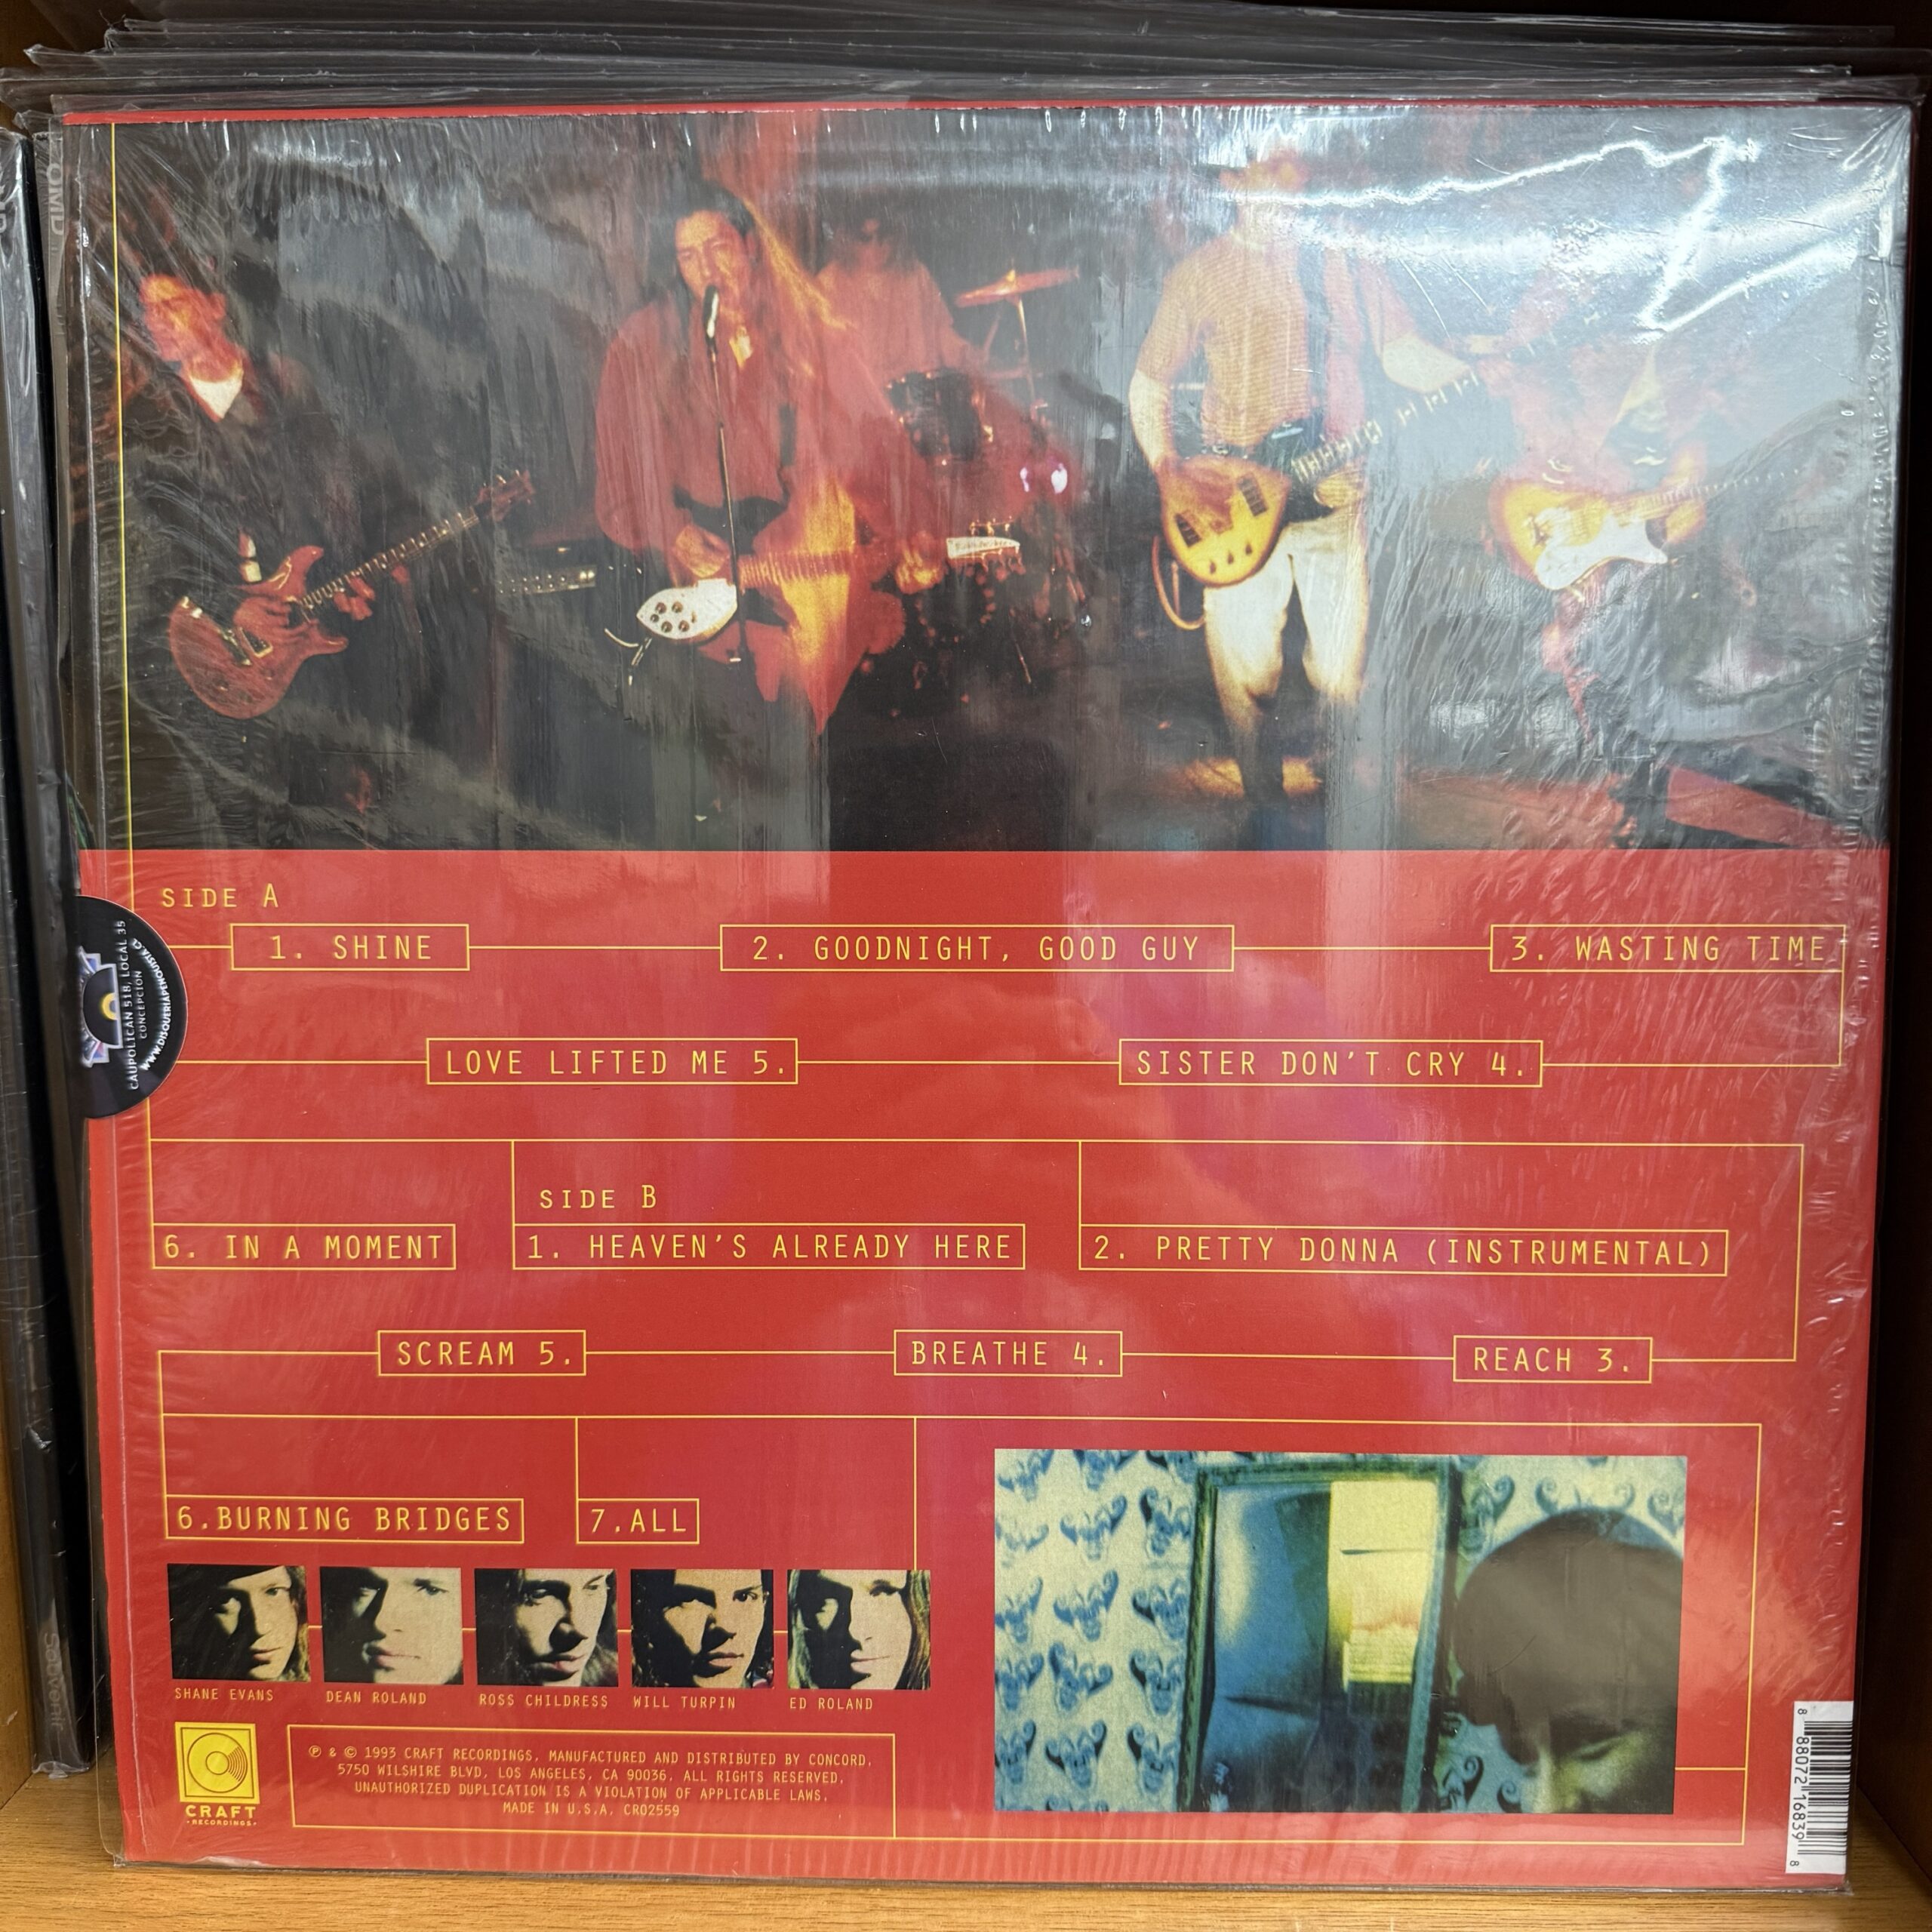 SIDE A
1. SHINE
2. GOODNIGHT, GOOD GUY
3. WASTING TIME
LOVE LIFTED ME 5.
SISTER DON'T CRY 4.
SIDE B
6. IN A MOMENT
1. HEAVEN'S ALREADY HERE
2. PRETTY DONNA (INSTRUMENTAL)
SCREAM 5.
BREATHE 4.
REACH 3.
6.BURNING BRIDGES
7.ALL
SHANE EVANS
DEAN ROLAND
ROSS CHILDRESS
WILL TURPIN
ED ROLAND
CRAFT
RECORDINGS
℗ & © 1993 CRAFT RECORDINGS, MANUFACTURED AND DISTRIBUTED BY CONCORD,
5750 WILSHIRE BLVD, LOS ANGELES, CA 90036, ALL RIGHTS RESERVED,
UNAUTHORIZED DUPLICATION IS A VIOLATION OF APPLICABLE LAWS,
MADE IN U.S.A. CR02559
8 88072 16839 8
CAUPOLICÁN 518, LOCAL 35
CONCEPCIÓN
Souvenir